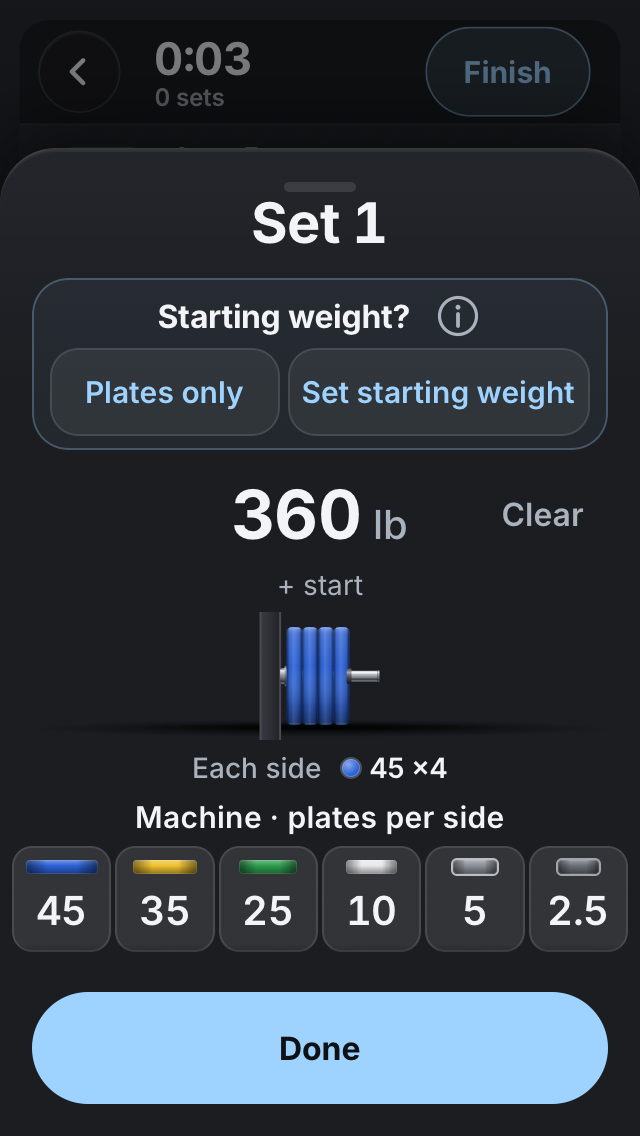 0:03
0 sets
Finish
Set 1
Starting weight?
Plates only
Set starting weight
360 lb
Clear
+ start
Each side 45 ×4
Machine · plates per side
45 35 25 10 5 2.5
Done